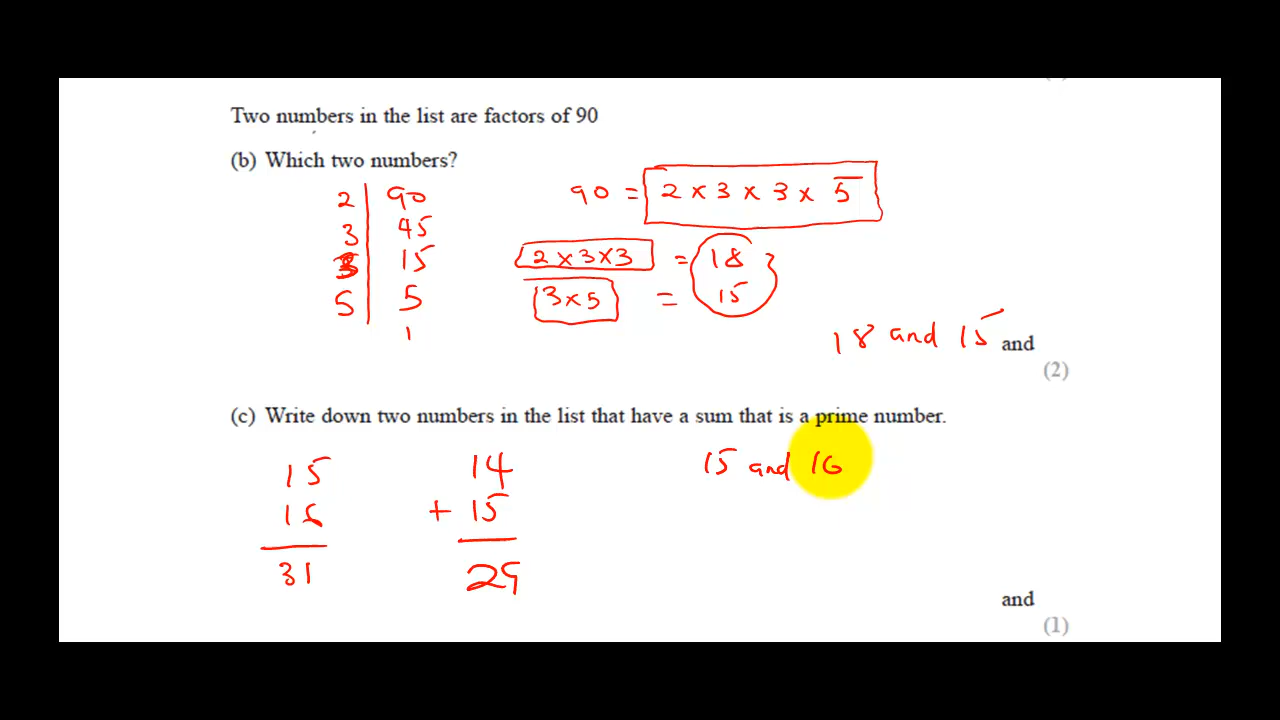 Two numbers in the list are factors of 90
(b) Which two numbers?
2 | 90
3 | 45
3 | 15
5 | 5
1
90 = 2 x 3 x 3 x 5
2 x 3 x 3 = 18
3 x 5 = 15
18 and 15 and
(2)
(c) Write down two numbers in the list that have a sum that is a prime number.
15
16
31
14
+ 15
29
15 and 16
and
(1)